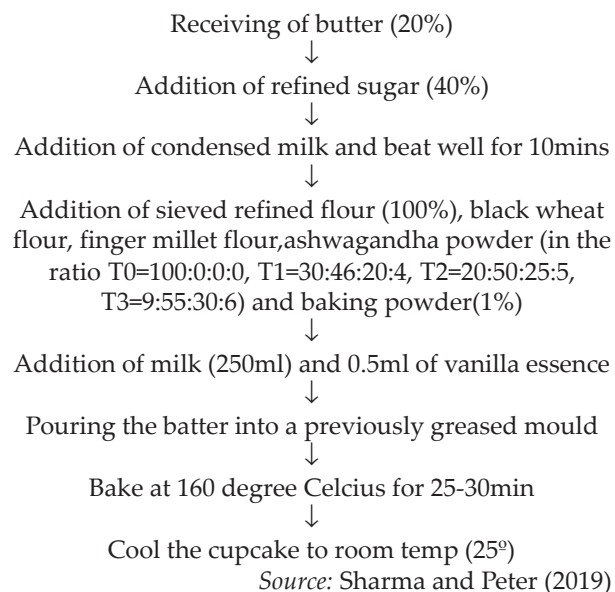 Receiving of butter (20%)
↓
Addition of refined sugar (40%)
↓
Addition of condensed milk and beat well for 10mins
↓
Addition of sieved refined flour (100%), black wheat
flour, finger millet flour,ashwagandha powder (in the
ratio T0=100:0:0:0, T1=30:46:20:4, T2=20:50:25:5,
T3=9:55:30:6) and baking powder(1%)
↓
Addition of milk (250ml) and 0.5ml of vanilla essence
↓
Pouring the batter into a previously greased mould
↓
Bake at 160 degree Celcius for 25-30min
↓
Cool the cupcake to room temp (25º)
Source: Sharma and Peter (2019)